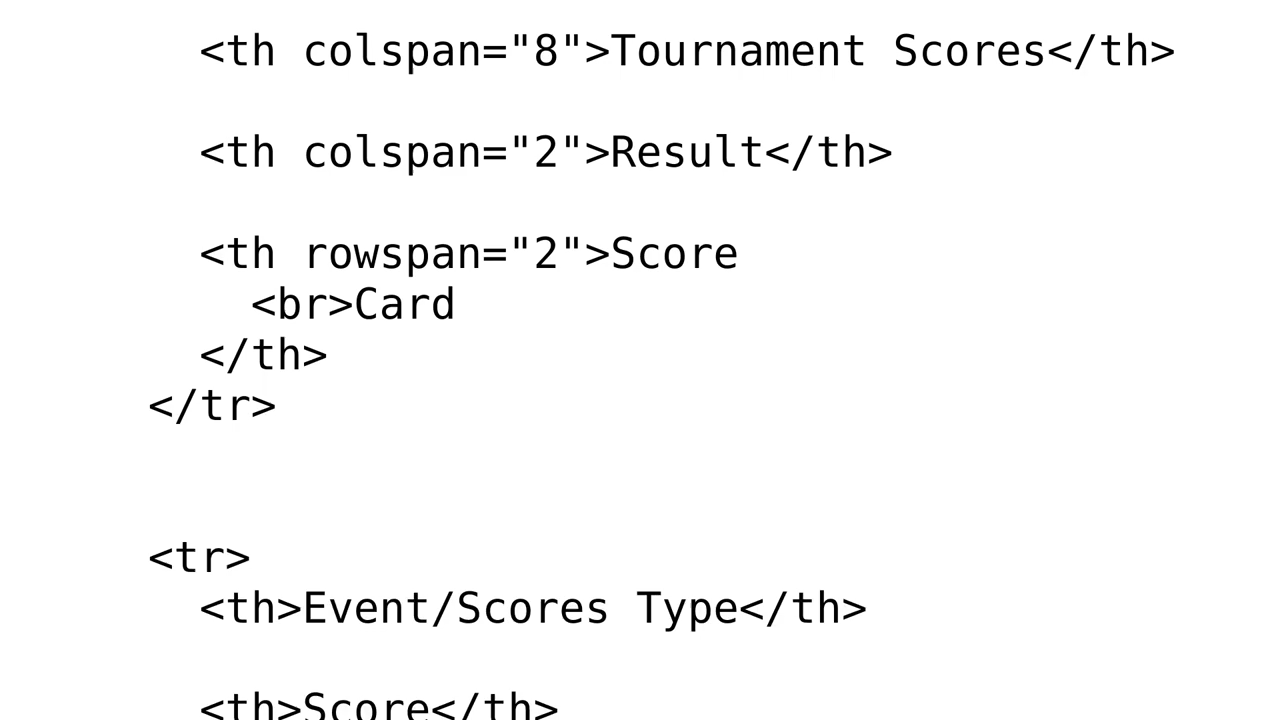 <th colspan="8">Tournament Scores</th>
<th colspan="2">Result</th>
<th rowspan="2">Score
<br>Card
</th>
</tr>
<tr>
<th>Event/Scores Type</th>
<th>Score</th>